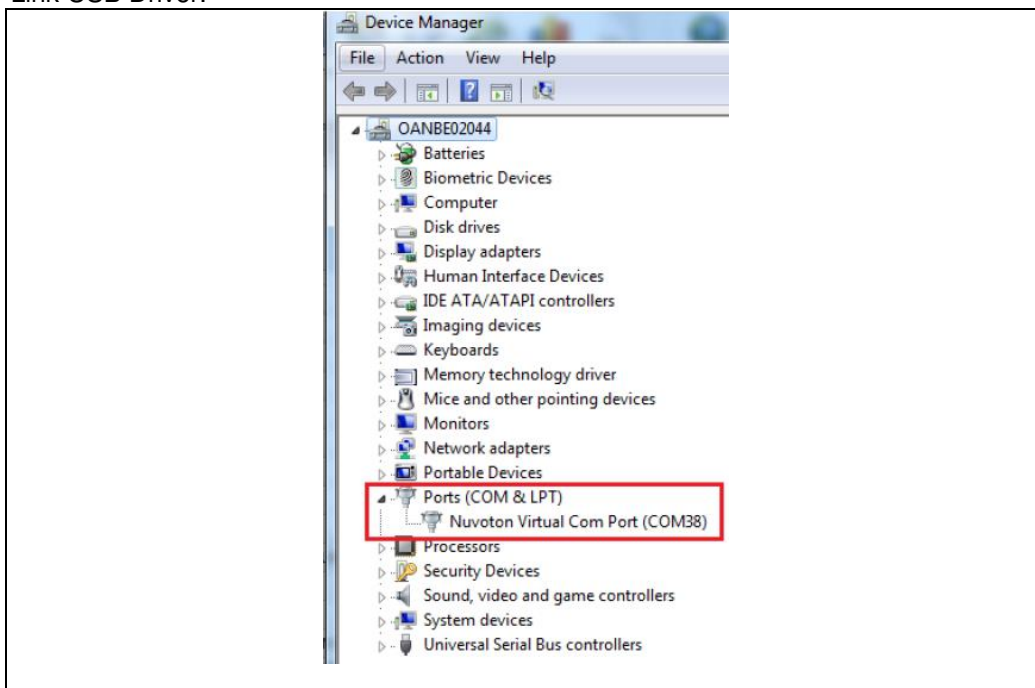 Link USB Driver.
Device Manager
File Action View Help
OANBE02044
Batteries
Biometric Devices
Computer
Disk drives
Display adapters
Human Interface Devices
IDE ATA/ATAPI controllers
Imaging devices
Keyboards
Memory technology driver
Mice and other pointing devices
Monitors
Network adapters
Portable Devices
Ports (COM & LPT)
Nuvoton Virtual Com Port (COM38)
Processors
Security Devices
Sound, video and game controllers
System devices
Universal Serial Bus controllers